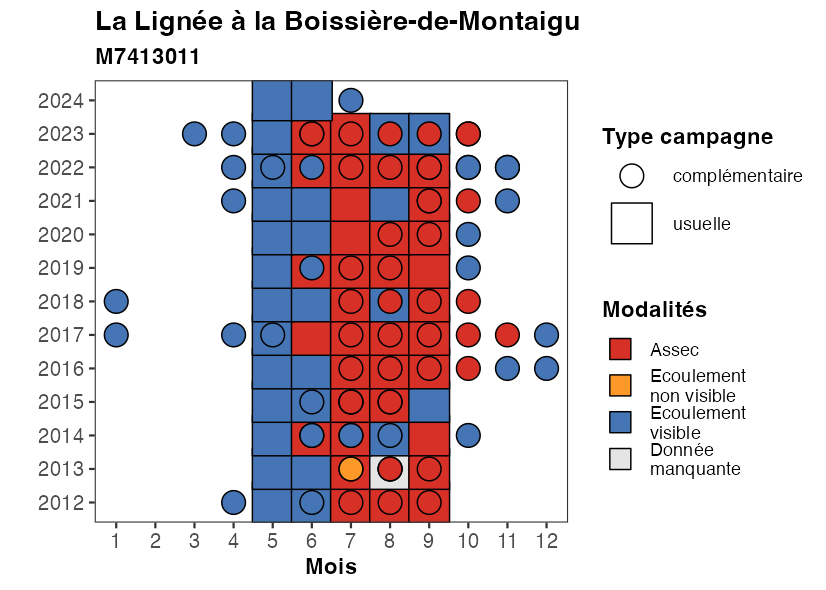 La Lignée à la Boissière-de-Montaigu
M7413011
2024
2023
2022
2021
2020
2019
2018
2017
2016
2015
2014
2013
2012
1 2 3 4 5 6 7 8 9 10 11 12
Mois
Type campagne
complémentaire
usuelle
Modalités
Assec
Ecoulement
non visible
Ecoulement
visible
Donnée
manquante